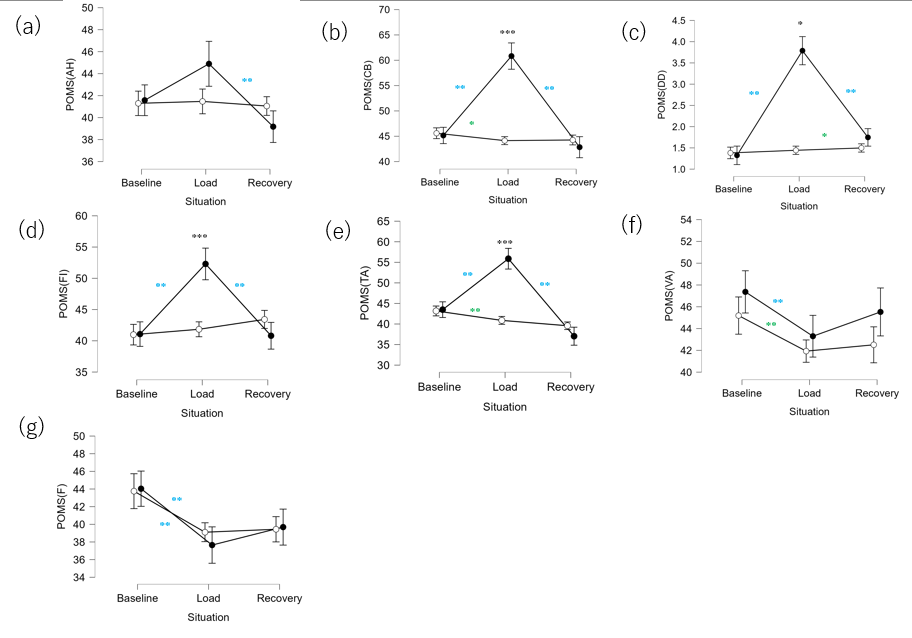 (a)
POMS(AH)
50
48
46
44
42
40
38
36
**
Baseline Load Recovery
Situation
(b)
POMS(CB)
70
65
60
55
50
45
40
***
**
**
*
Baseline Load Recovery
Situation
(c)
POMS(DD)
4.5
4.0
3.5
3.0
2.5
2.0
1.5
1.0
*
**
**
*
Baseline Load Recovery
Situation
(d)
POMS(FI)
60
55
50
45
40
35
***
**
**
Baseline Load Recovery
Situation
(e)
POMS(TA)
65
60
55
50
45
40
35
30
***
**
**
**
Baseline Load Recovery
Situation
(f)
POMS(VA)
54
52
50
48
46
44
42
40
**
**
Baseline Load Recovery
Situation
(g)
POMS(F)
50
48
46
44
42
40
38
36
34
**
**
Baseline Load Recovery
Situation